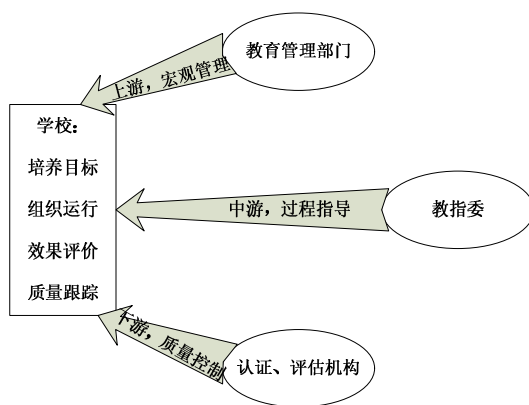 教育管理部门
上游，宏观管理
学校：
培养目标
组织运行
效果评价
质量跟踪
中游，过程指导
教指委
下游，质量控制
认证、评估机构